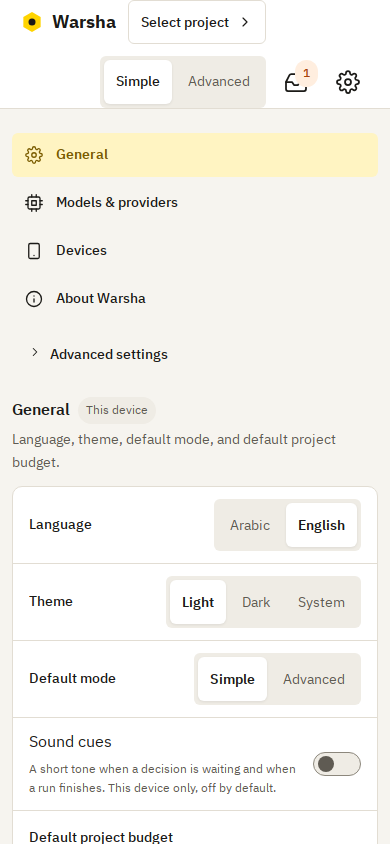 Warsha
Select project
Simple
Advanced
1
General
Models & providers
Devices
About Warsha
Advanced settings
General
This device
Language, theme, default mode, and default project
budget.
Language
Arabic
English
Theme
Light
Dark
System
Default mode
Simple
Advanced
Sound cues
A short tone when a decision is waiting and when
a run finishes. This device only, off by default.
Default project budget